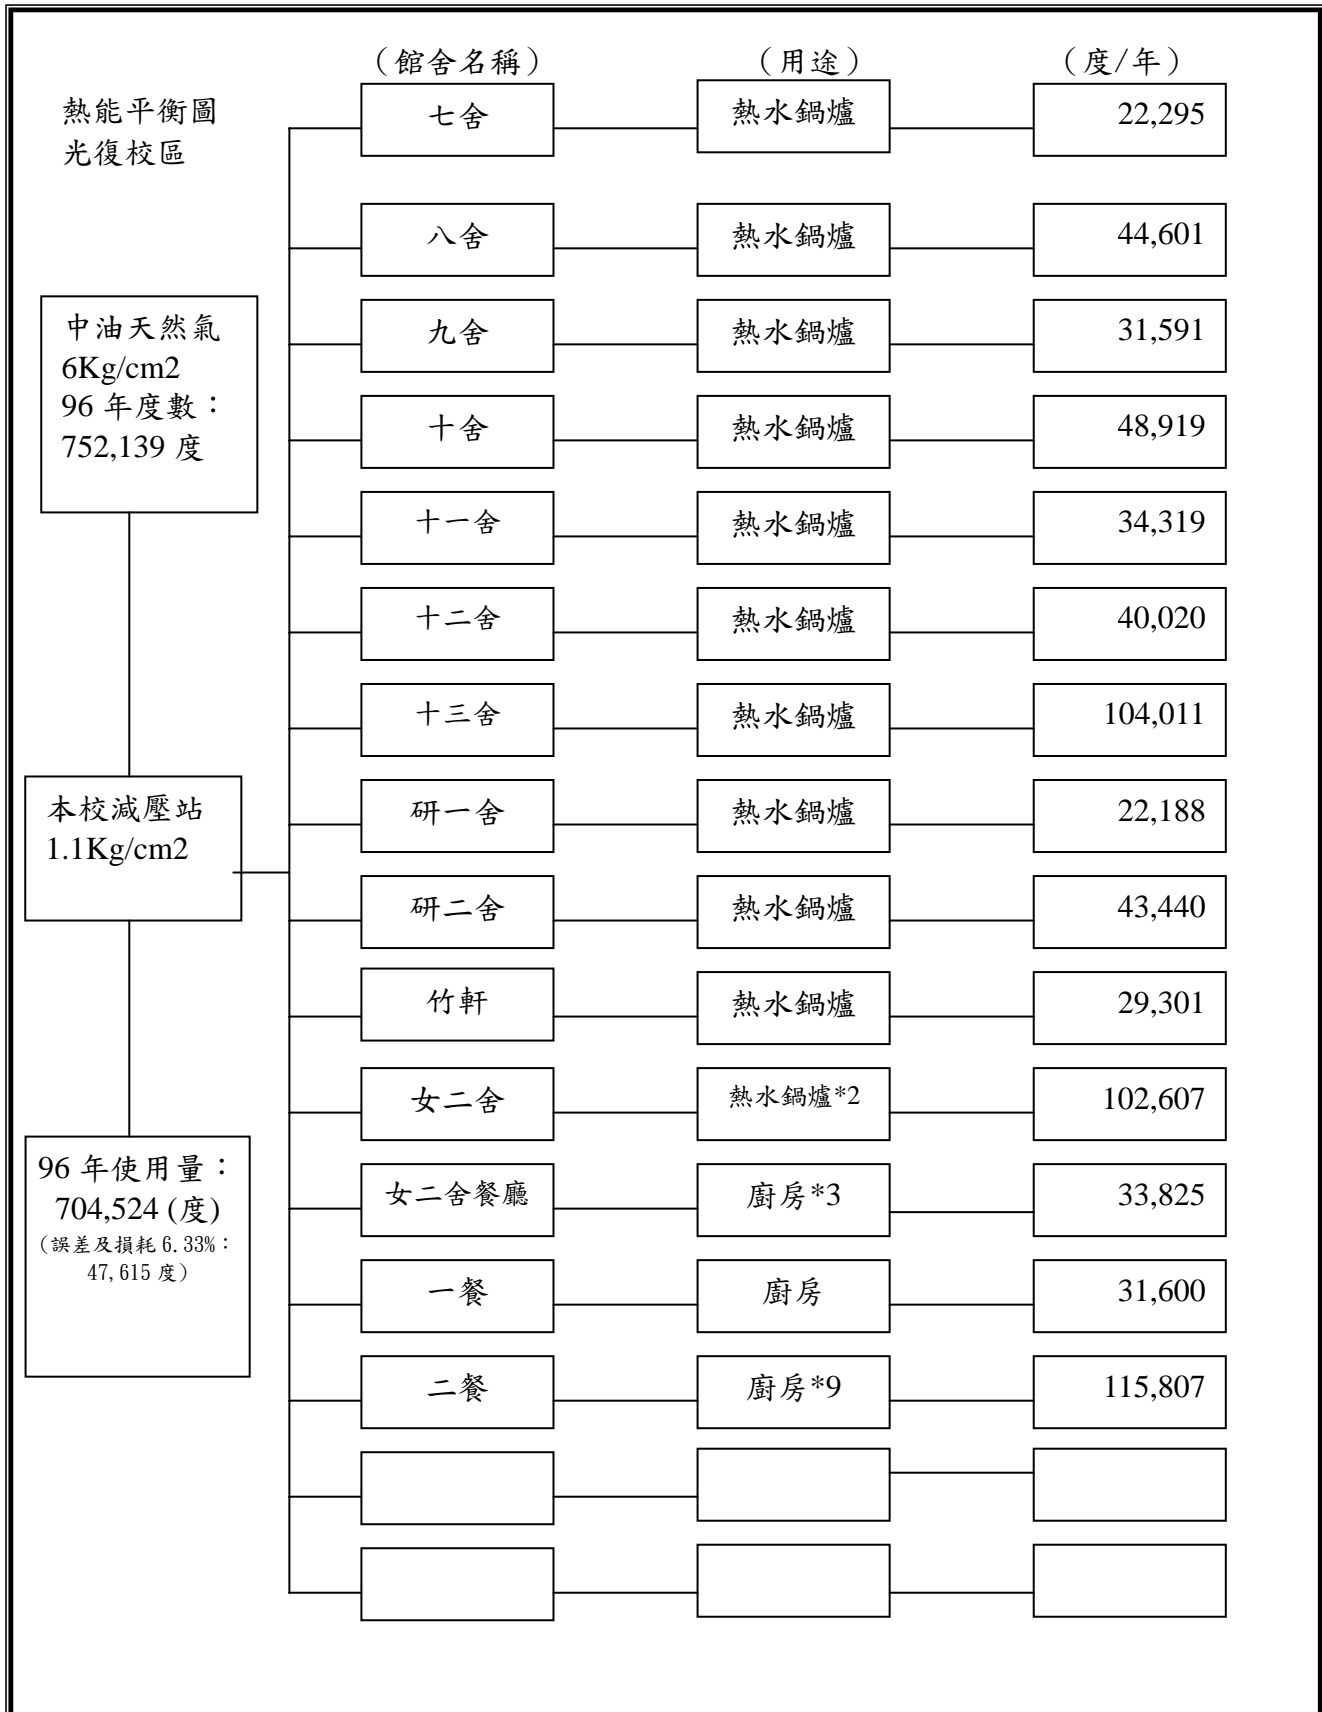 （館舍名稱）
（用途）
（度/年）
熱能平衡圖
光復校區
七舍
熱水鍋爐
22,295
八舍
熱水鍋爐
44,601
中油天然氣
6Kg/cm2
96 年度數：
752,139 度
九舍
熱水鍋爐
31,591
十舍
熱水鍋爐
48,919
十一舍
熱水鍋爐
34,319
十二舍
熱水鍋爐
40,020
十三舍
熱水鍋爐
104,011
本校減壓站
1.1Kg/cm2
研一舍
熱水鍋爐
22,188
研二舍
熱水鍋爐
43,440
竹軒
熱水鍋爐
29,301
女二舍
熱水鍋爐*2
102,607
96 年使用量：
704,524 (度)
（誤差及損耗 6.33%：
47,615 度）
女二舍餐廳
廚房*3
33,825
一餐
廚房
31,600
二餐
廚房*9
115,807